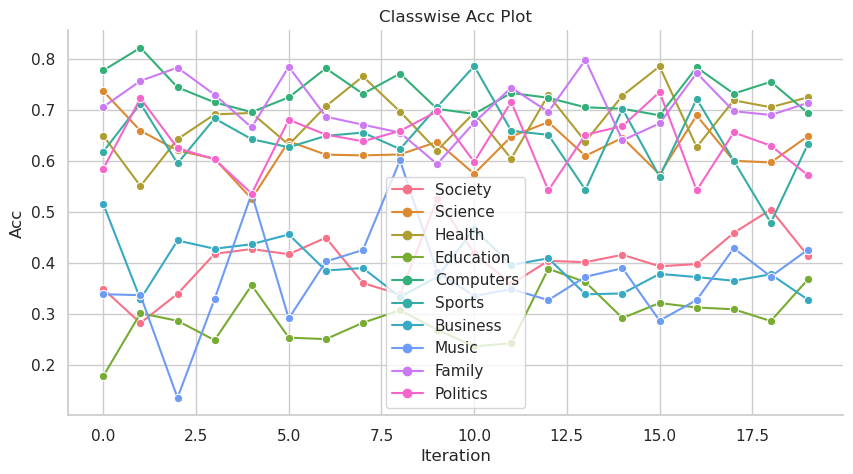 Classwise Acc Plot
Acc
0.8
0.7
0.6
0.5
0.4
0.3
0.2
Society
Science
Health
Education
Computers
Sports
Business
Music
Family
Politics
0.0 2.5 5.0 7.5 10.0 12.5 15.0 17.5
Iteration